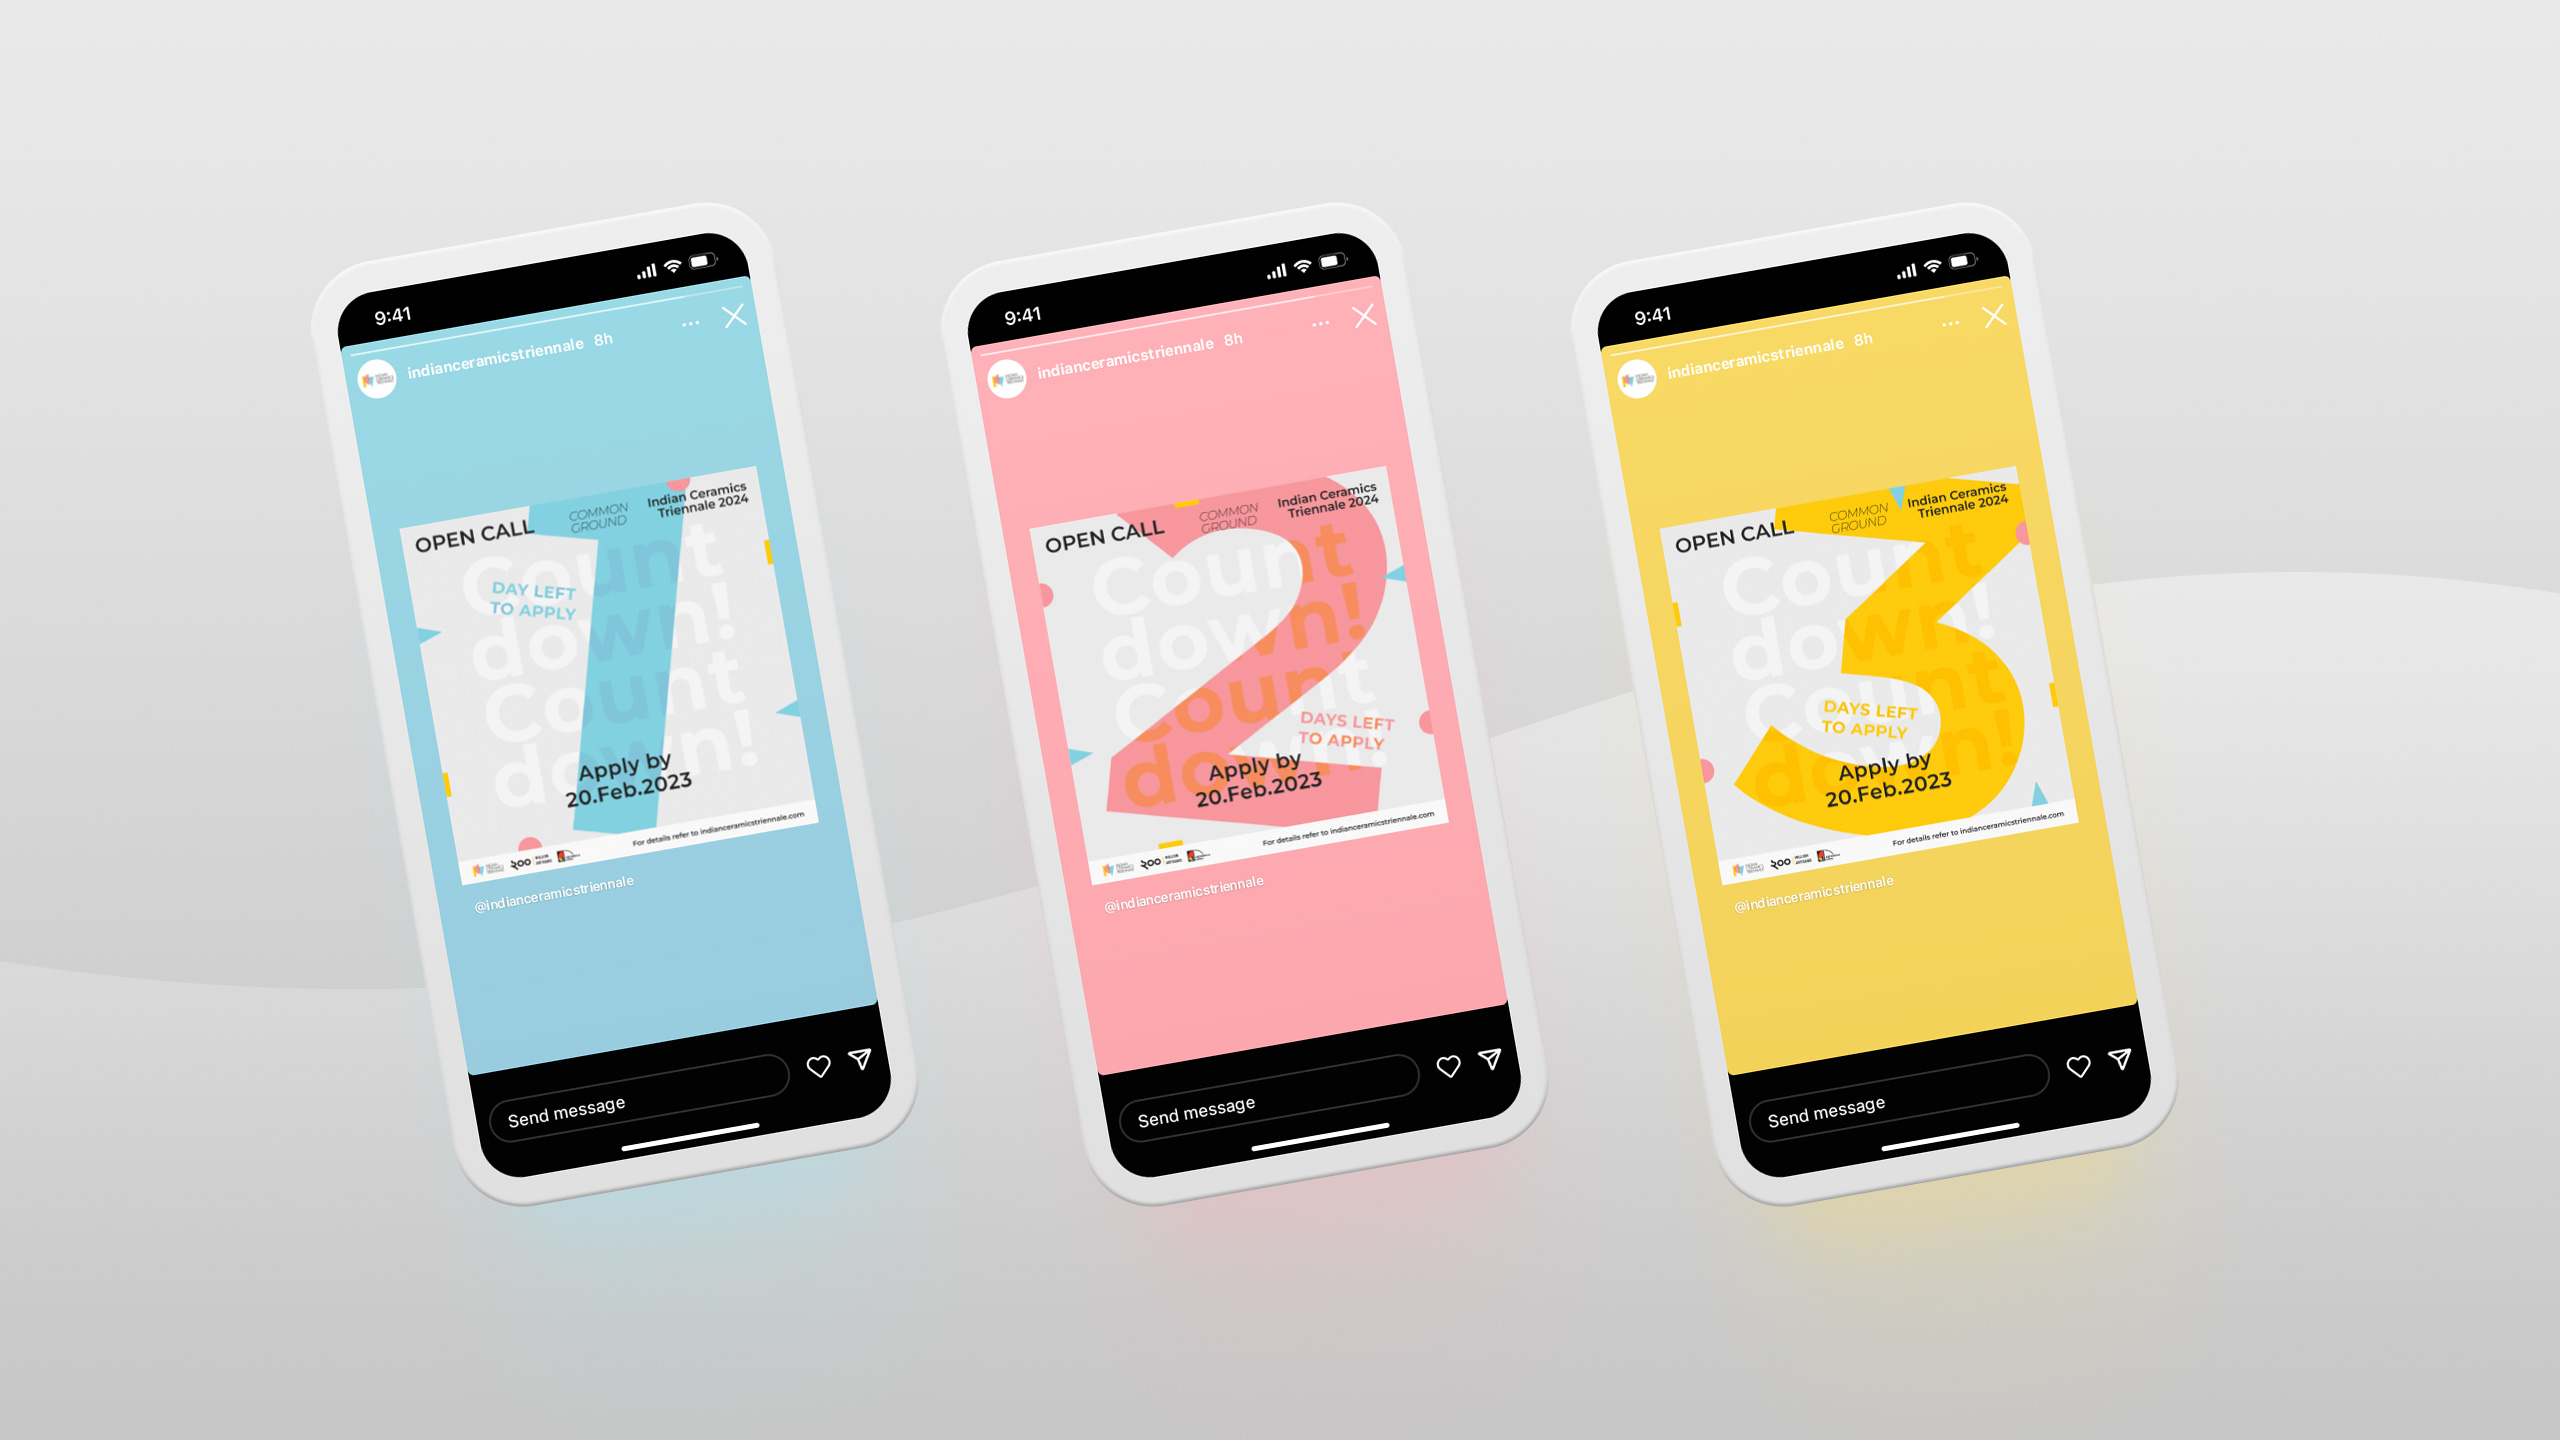 9:41
indianceramicstriennale 8h
OPEN CALL
COMMON
GROUND
Indian Ceramics
Triennale 2024
Count
down!
Count
down!
1
DAY LEFT
TO APPLY
Apply by
20.Feb.2023
For details refer to indianceramicstriennale.com
@indianceramicstriennale
Send message
9:41
indianceramicstriennale 8h
OPEN CALL
COMMON
GROUND
Indian Ceramics
Triennale 2024
Count
down!
Count
down!
2
DAYS LEFT
TO APPLY
Apply by
20.Feb.2023
For details refer to indianceramicstriennale.com
@indianceramicstriennale
Send message
9:41
indianceramicstriennale 8h
OPEN CALL
COMMON
GROUND
Indian Ceramics
Triennale 2024
Count
down!
Count
down!
3
DAYS LEFT
TO APPLY
Apply by
20.Feb.2023
For details refer to indianceramicstriennale.com
@indianceramicstriennale
Send message